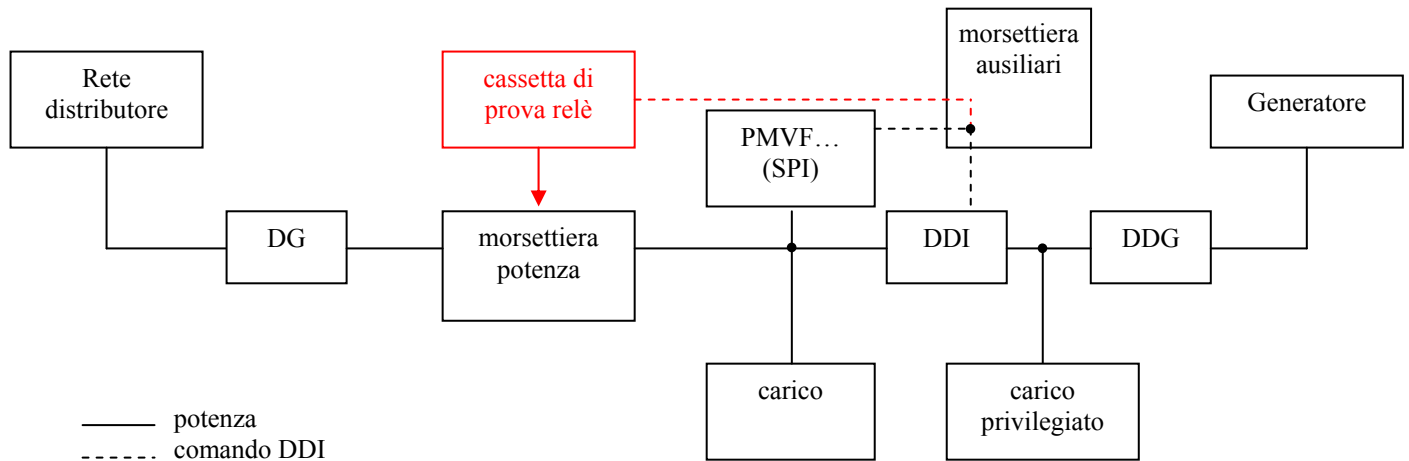 Rete
distributore
cassetta di
prova relè
morsettiera
ausiliari
Generatore
PMVF…
(SPI)
DG
morsettiera
potenza
DDI
DDG
carico
carico
privilegiato
potenza
comando DDI